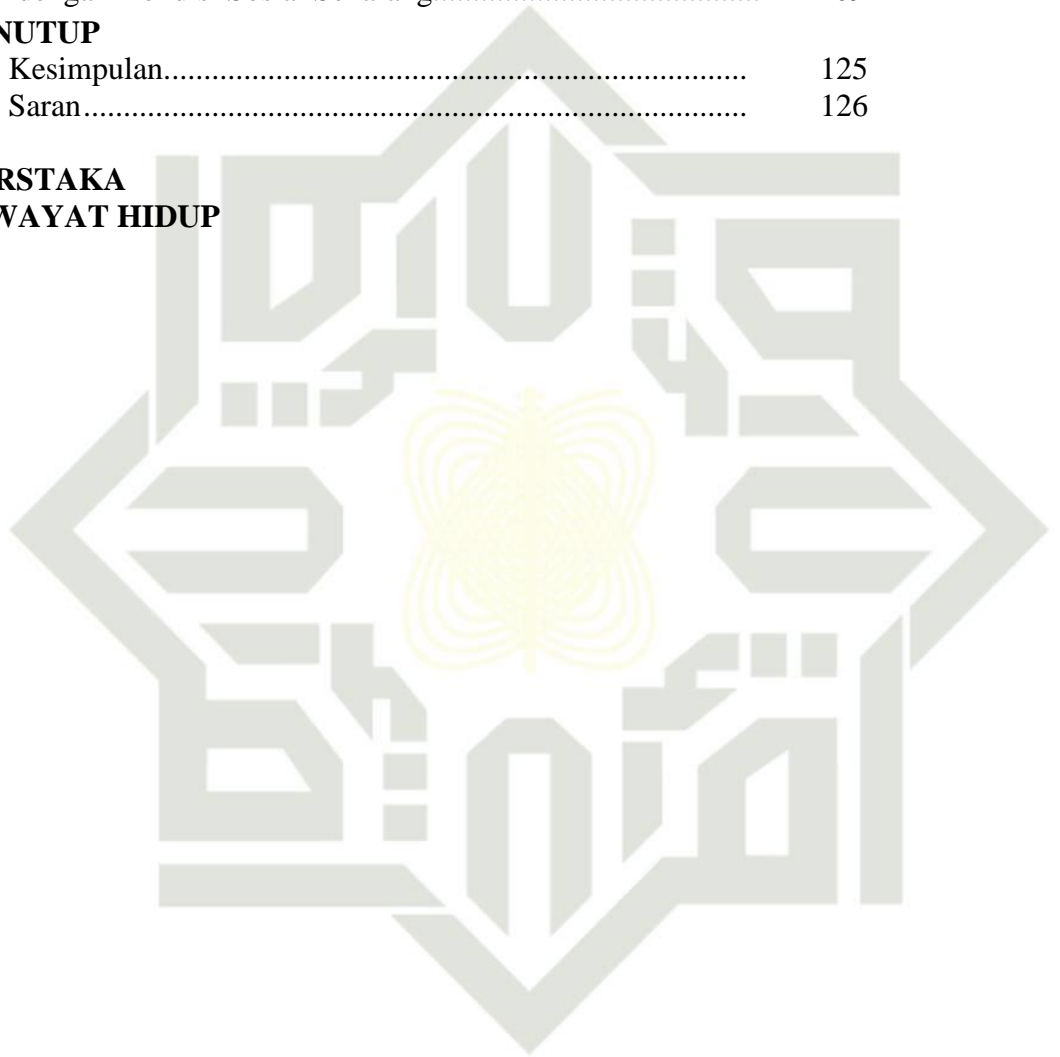 NUTUP
Kesimpulan........................................................................ 125
Saran.................................................................................. 126
RSTAKA
WAYAT HIDUP